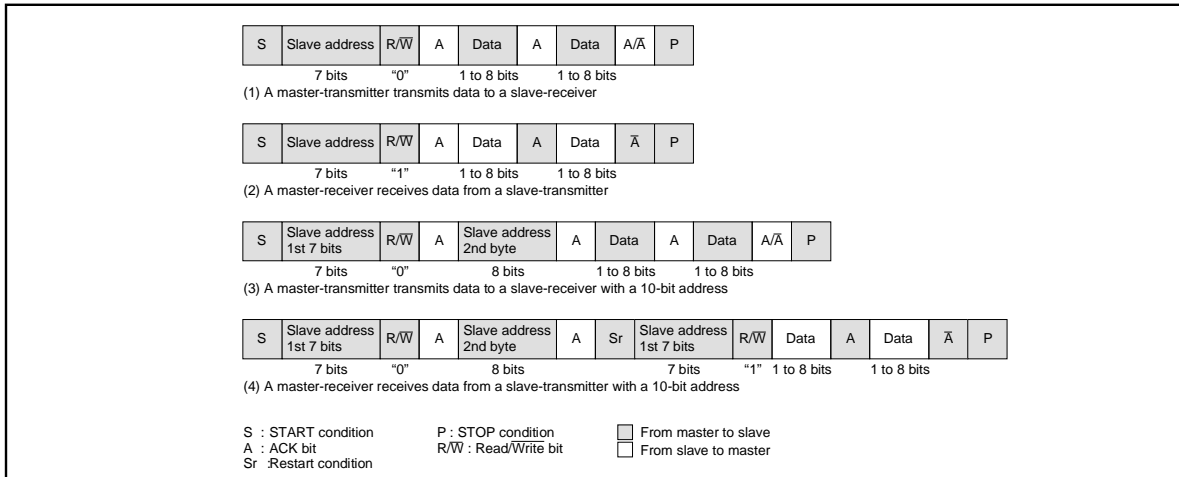 S Slave address R/W̅ A Data A Data A/A̅ P
7 bits “0” 1 to 8 bits 1 to 8 bits
(1) A master-transmitter transmits data to a slave-receiver
S Slave address R/W̅ A Data A Data A̅ P
7 bits “1” 1 to 8 bits 1 to 8 bits
(2) A master-receiver receives data from a slave-transmitter
S Slave address 1st 7 bits R/W̅ A Slave address 2nd byte A Data A Data A/A̅ P
7 bits “0” 8 bits 1 to 8 bits 1 to 8 bits
(3) A master-transmitter transmits data to a slave-receiver with a 10-bit address
S Slave address 1st 7 bits R/W̅ A Slave address 2nd byte A Sr Slave address 1st 7 bits R/W̅ Data A Data A̅ P
7 bits “0” 8 bits 7 bits “1” 1 to 8 bits 1 to 8 bits
(4) A master-receiver receives data from a slave-transmitter with a 10-bit address
S : START condition P : STOP condition From master to slave
A : ACK bit R/W̅ : Read/W̅r̅i̅t̅e̅ bit From slave to master
Sr :Restart condition